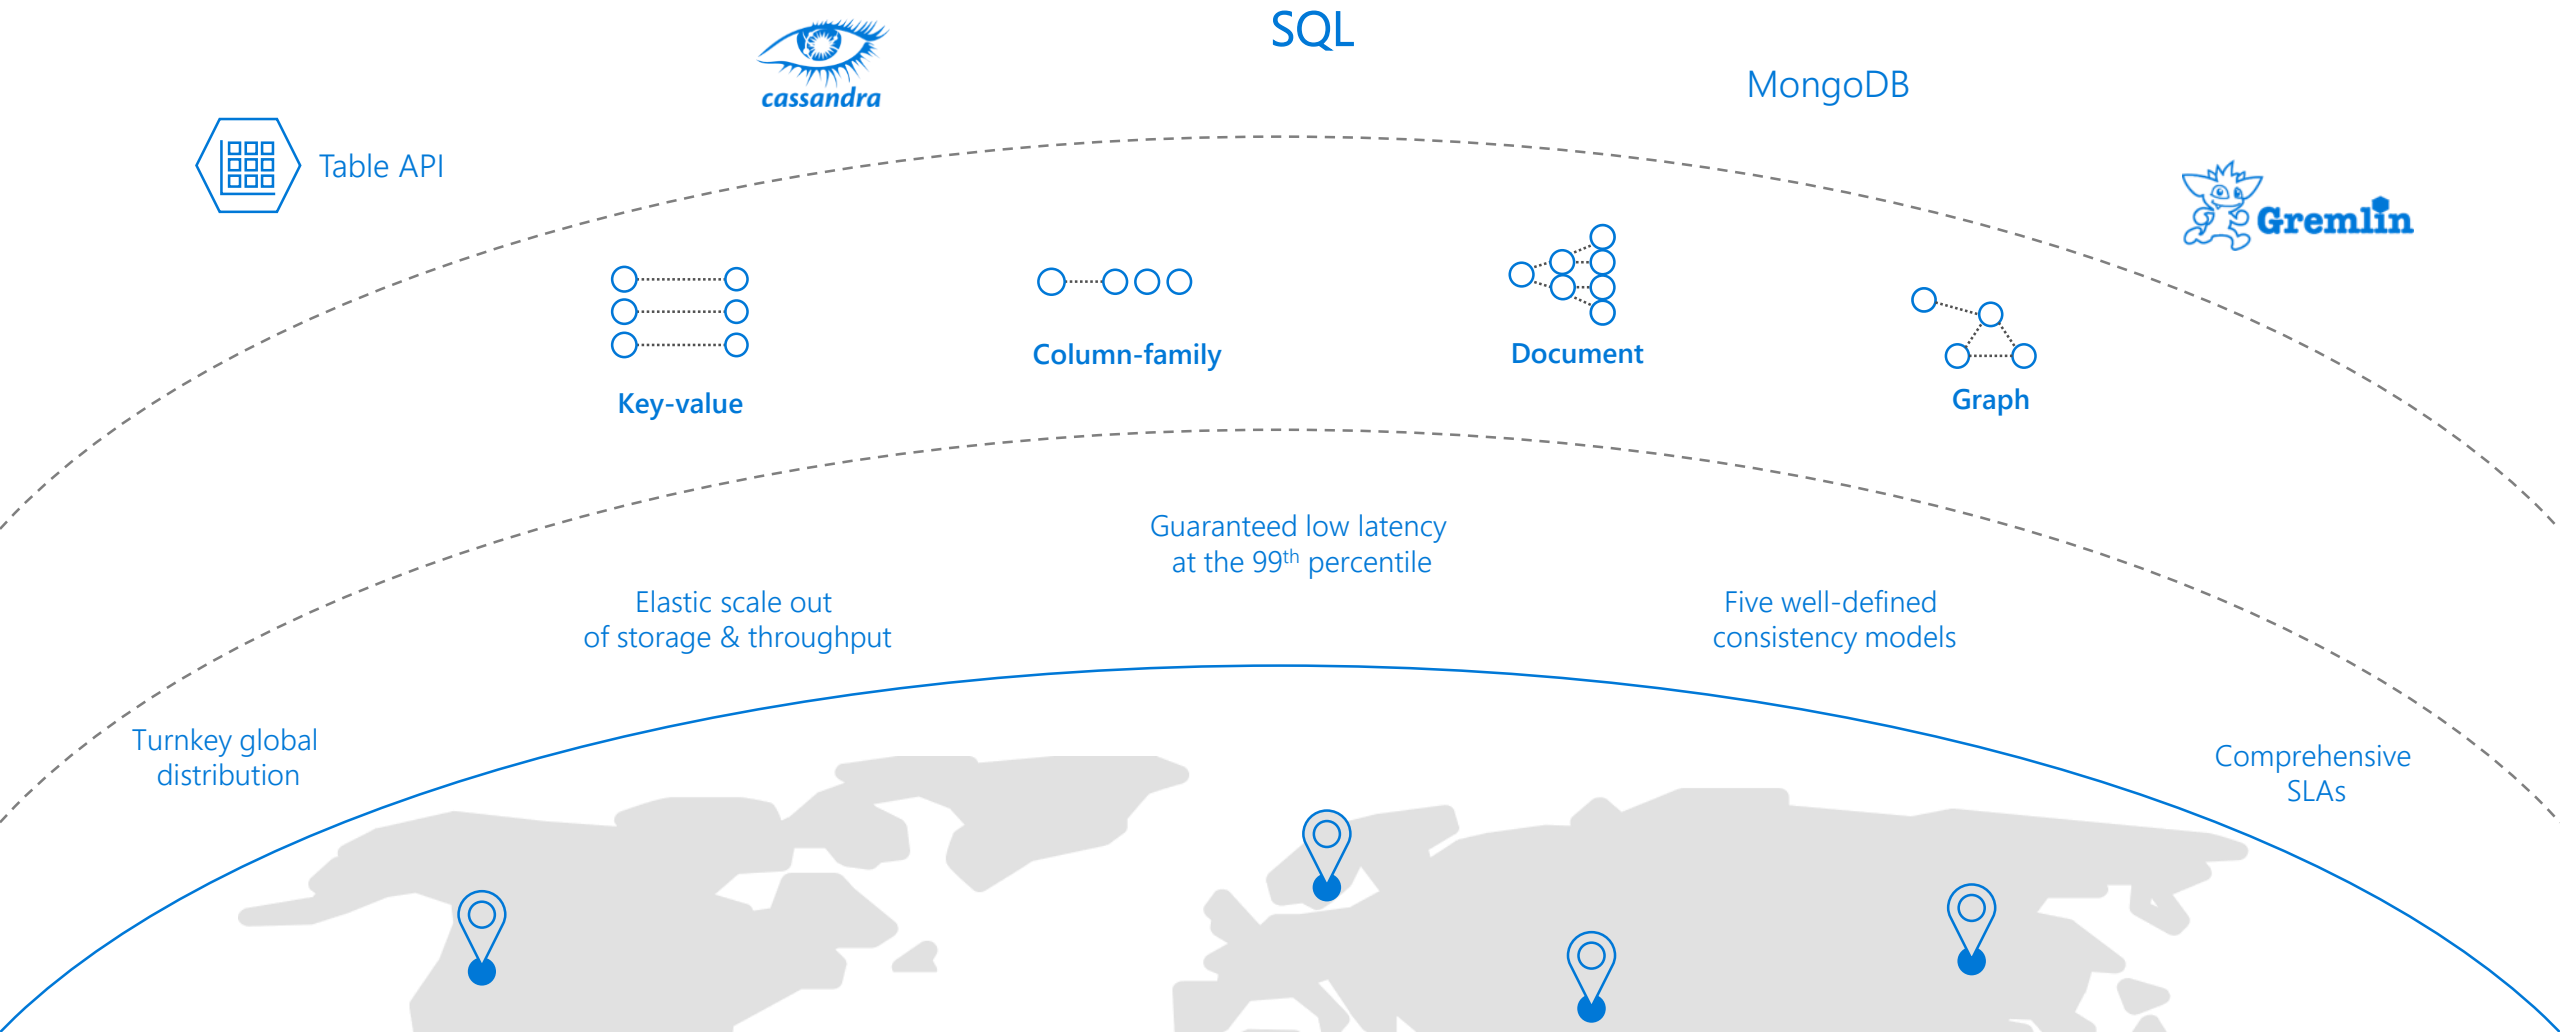 SQL
cassandra
MongoDB
Table API
Gremlin
Key-value
Column-family
Document
Graph
Guaranteed low latency
at the 99th percentile
Elastic scale out
of storage & throughput
Five well-defined
consistency models
Turnkey global
distribution
Comprehensive
SLAs